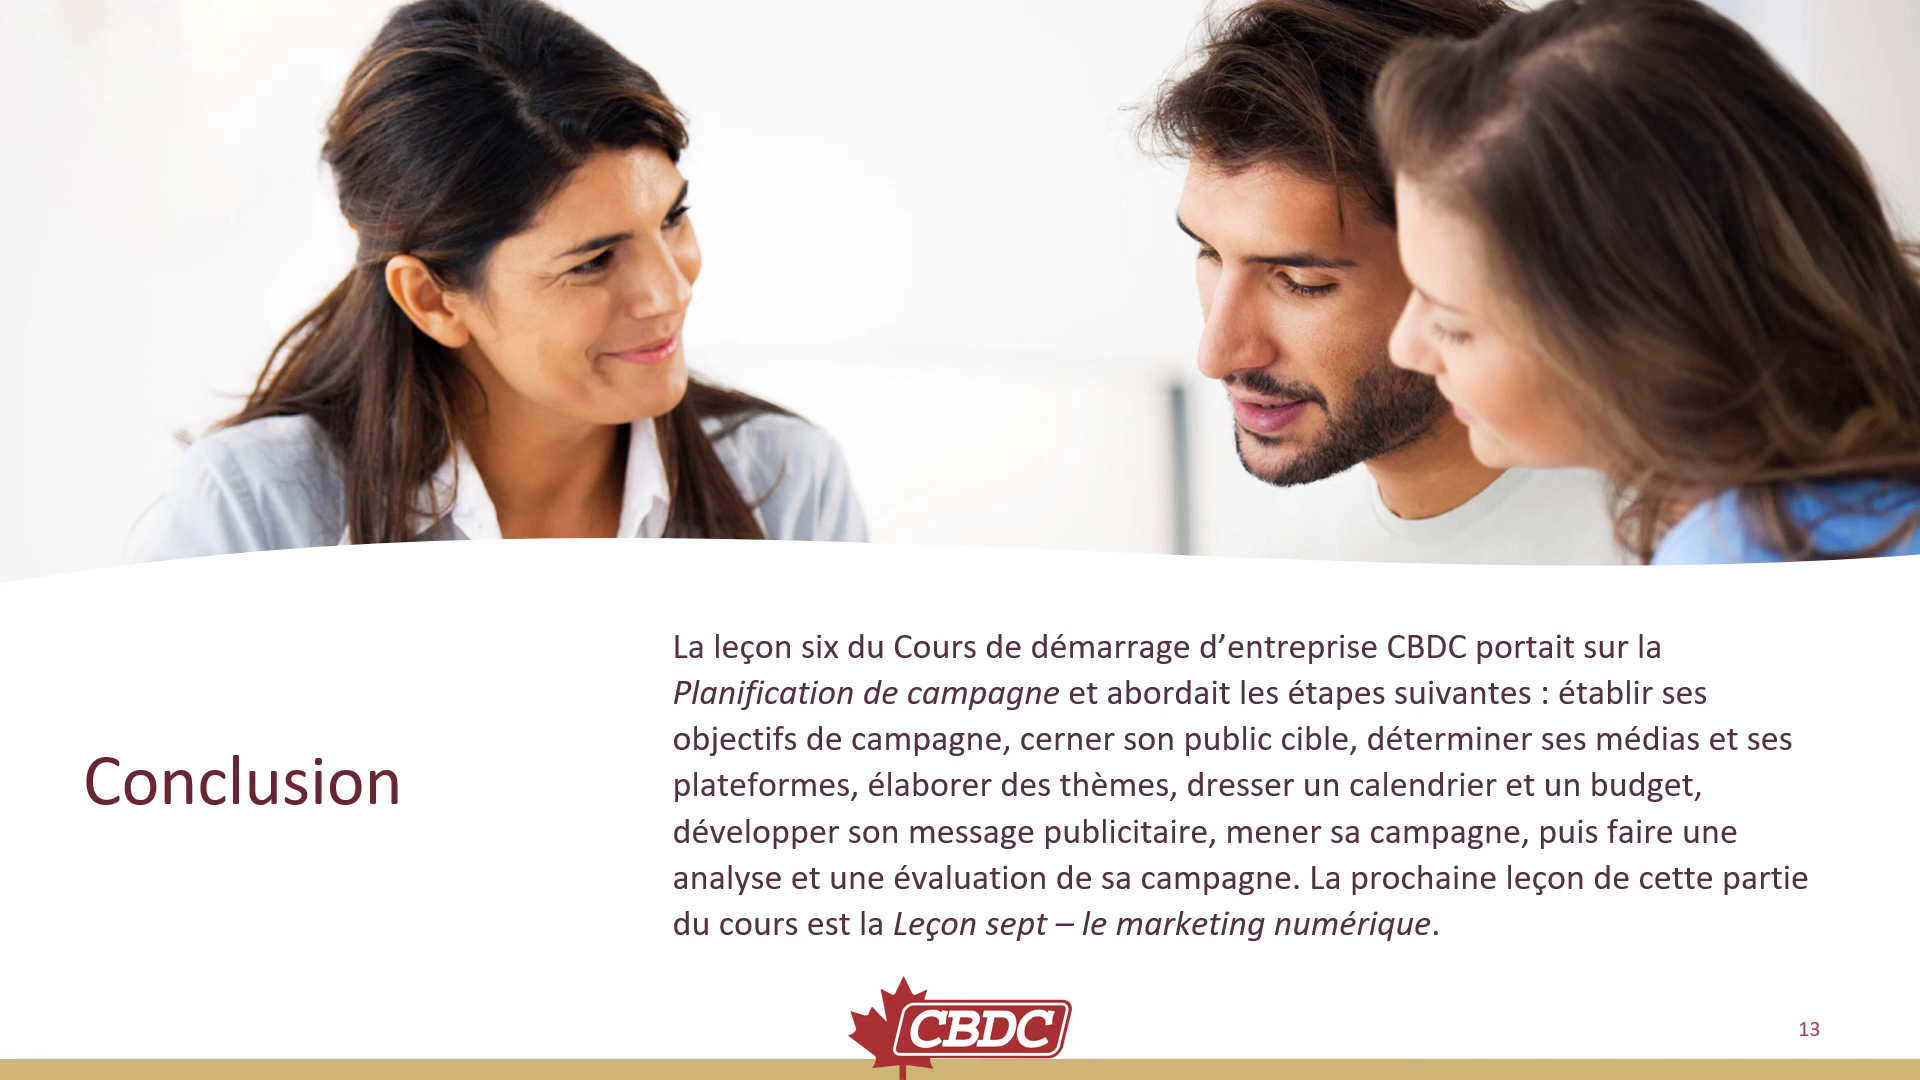 Conclusion
La leçon six du Cours de démarrage d’entreprise CBDC portait sur la
Planification de campagne et abordait les étapes suivantes : établir ses
objectifs de campagne, cerner son public cible, déterminer ses médias et ses
plateformes, élaborer des thèmes, dresser un calendrier et un budget,
développer son message publicitaire, mener sa campagne, puis faire une
analyse et une évaluation de sa campagne. La prochaine leçon de cette partie
du cours est la Leçon sept – le marketing numérique.
CBDC
13